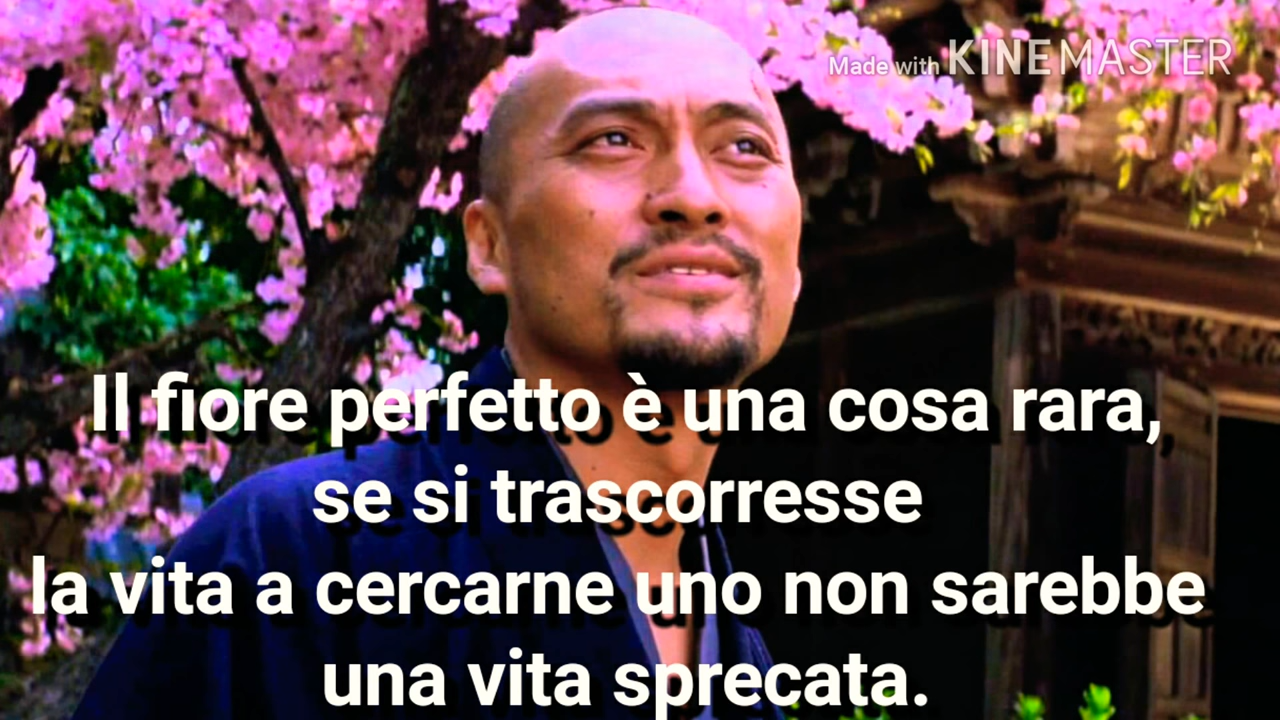 Made with KINEMASTER
Il fiore perfetto è una cosa rara,
se si trascorresse
la vita a cercarne uno non sarebbe
una vita sprecata.